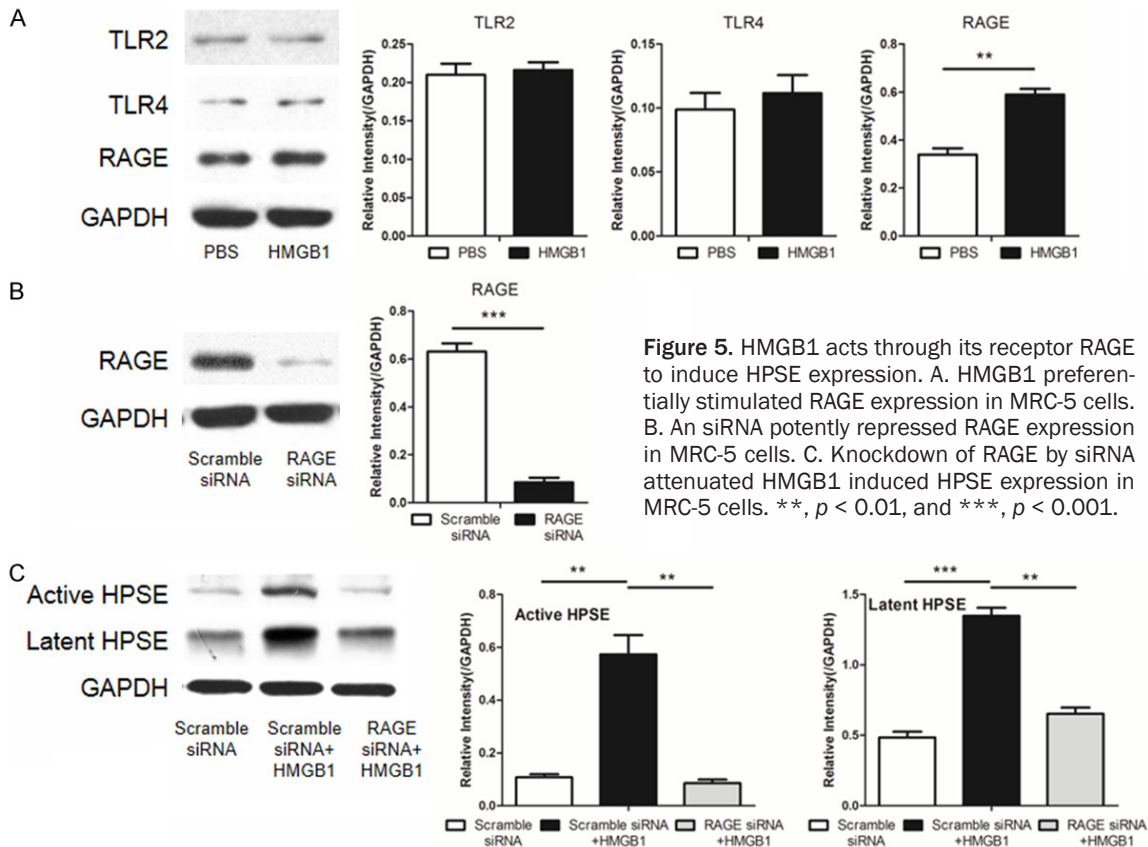 A
TLR2
TLR4
RAGE
GAPDH
PBS HMGB1
TLR2
Relative Intensity(/GAPDH)
0.25
0.20
0.15
0.10
0.05
0.00
PBS HMGB1
TLR4
Relative Intensity(/GAPDH)
0.15
0.10
0.05
0.00
PBS HMGB1
RAGE
Relative Intensity(/GAPDH)
0.8
0.6
0.4
0.2
0.0
**
PBS HMGB1
B
RAGE
GAPDH
Scramble RAGE
siRNA siRNA
RAGE
Relative Intensity(/GAPDH)
0.8
0.6
0.4
0.2
0.0
***
Scramble RAGE
siRNA siRNA
Figure 5. HMGB1 acts through its receptor RAGE
to induce HPSE expression. A. HMGB1 preferen-
tially stimulated RAGE expression in MRC-5 cells.
B. An siRNA potently repressed RAGE expression
in MRC-5 cells. C. Knockdown of RAGE by siRNA
attenuated HMGB1 induced HPSE expression in
MRC-5 cells. **, p < 0.01, and ***, p < 0.001.
C
Active HPSE
Latent HPSE
GAPDH
Scramble Scramble RAGE
siRNA siRNA+ siRNA+
HMGB1 HMGB1
Active HPSE
Relative Intensity(/GAPDH)
0.8
0.6
0.4
0.2
0.0
** **
Scramble Scramble siRNA RAGE siRNA
siRNA +HMGB1 +HMGB1
Latent HPSE
Relative Intensity(/GAPDH)
1.5
1.0
0.5
0.0
*** **
Scramble Scramble siRNA RAGE siRNA
siRNA +HMGB1 +HMGB1